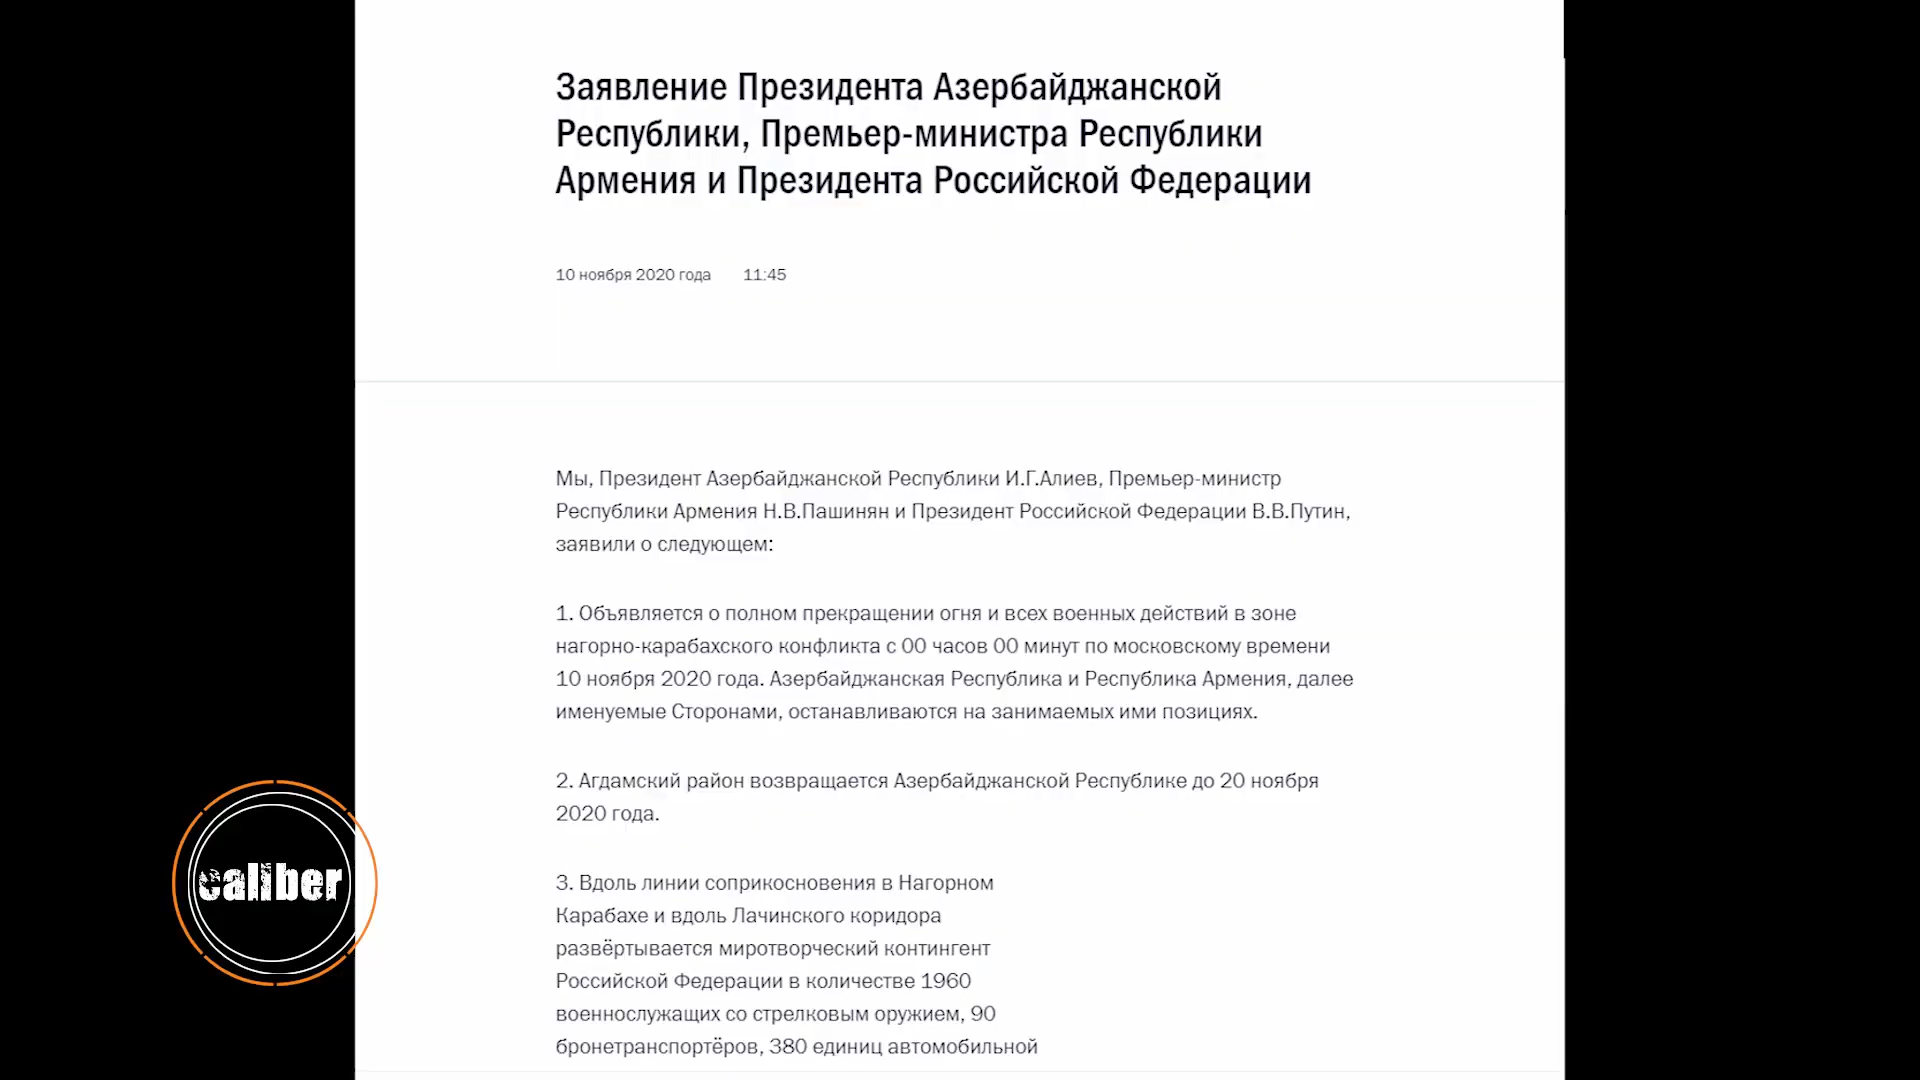 Заявление Президента Азербайджанской
Республики, Премьер-министра Республики
Армения и Президента Российской Федерации
10 ноября 2020 года 11:45
Мы, Президент Азербайджанской Республики И.Г.Алиев, Премьер-министр
Республики Армения Н.В.Пашинян и Президент Российской Федерации В.В.Путин,
заявили о следующем:
1. Объявляется о полном прекращении огня и всех военных действий в зоне
нагорно-карабахского конфликта с 00 часов 00 минут по московскому времени
10 ноября 2020 года. Азербайджанская Республика и Республика Армения, далее
именуемые Сторонами, останавливаются на занимаемых ими позициях.
2. Агдамский район возвращается Азербайджанской Республике до 20 ноября
2020 года.
3. Вдоль линии соприкосновения в Нагорном
Карабахе и вдоль Лачинского коридора
развёртывается миротворческий контингент
Российской Федерации в количестве 1960
военнослужащих со стрелковым оружием, 90
бронетранспортёров, 380 единиц автомобильной
caliber